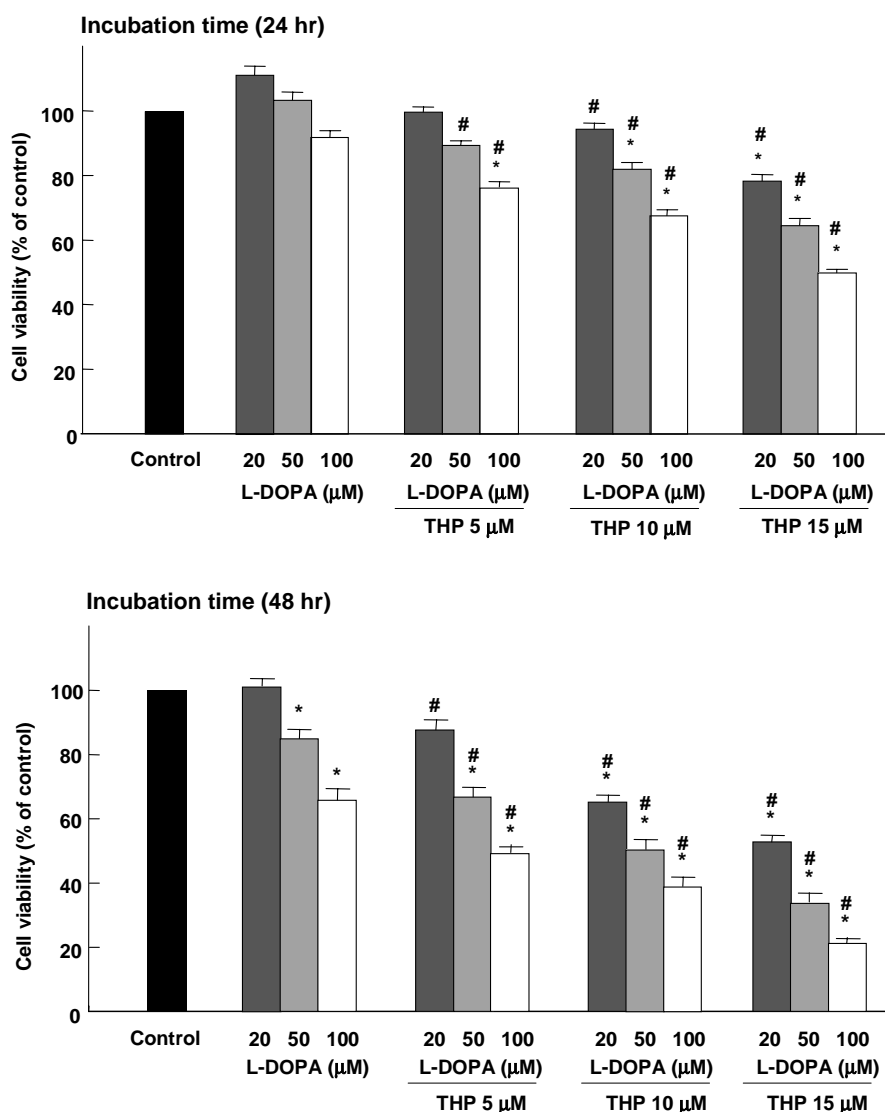 Incubation time (24 hr)
Cell viability (% of control)
100
80
60
40
20
0
# # * # # * # * # * # * # *
Control 20 50 100 20 50 100 20 50 100 20 50 100
L-DOPA (µM) L-DOPA (µM) L-DOPA (µM) L-DOPA (µM)
THP 5 µM THP 10 µM THP 15 µM
Incubation time (48 hr)
Cell viability (% of control)
100
80
60
40
20
0
* * # # * # * # * # * # * # * # * # *
Control 20 50 100 20 50 100 20 50 100 20 50 100
L-DOPA (µM) L-DOPA (µM) L-DOPA (µM) L-DOPA (µM)
THP 5 µM THP 10 µM THP 15 µM